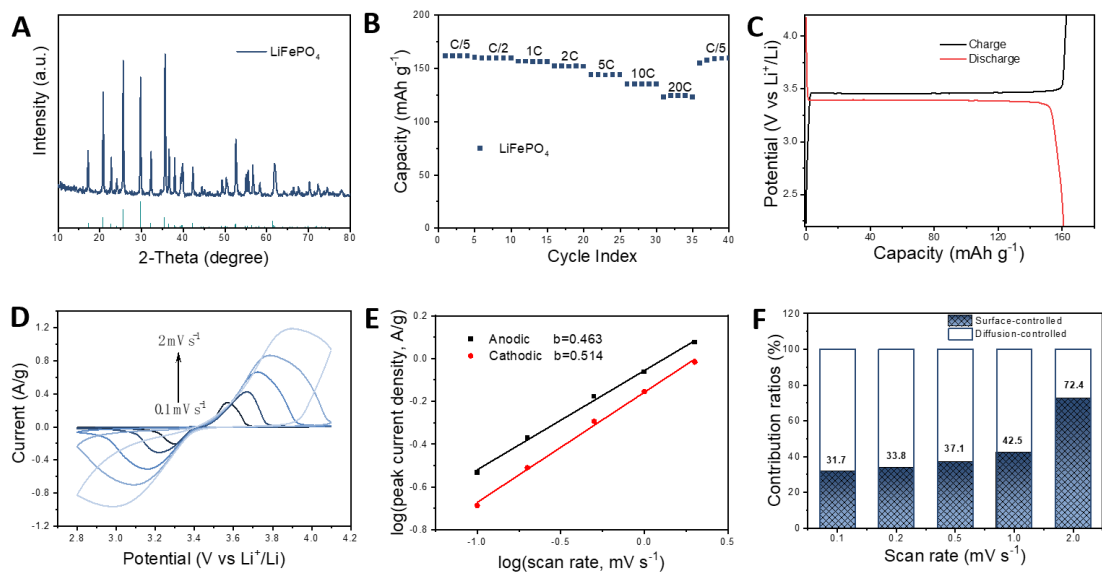 A
LiFePO₄
Intensity (a.u.)
10 20 30 40 50 60 70 80
2-Theta (degree)
B
C/5 C/2 1C 2C 5C 10C 20C C/5
LiFePO₄
Capacity (mAh g⁻¹)
200
150
100
50
0
0 5 10 15 20 25 30 35 40
Cycle Index
C
Charge
Discharge
Potential (V vs Li⁺/Li)
4.0
3.5
3.0
2.5
0 40 80 120 160
Capacity (mAh g⁻¹)
D
2 mV s⁻¹
0.1 mV s⁻¹
Current (A/g)
1.2
0.8
0.4
0.0
-0.4
-0.8
-1.2
2.8 3.0 3.2 3.4 3.6 3.8 4.0 4.2
Potential (V vs Li⁺/Li)
E
Anodic b=0.463
Cathodic b=0.514
log(peak current density, A/g)
0.0
-0.2
-0.4
-0.6
-0.8
-1.0 -0.5 0.0 0.5
log(scan rate, mV s⁻¹)
F
Surface-controlled
Diffusion-controlled
Contribution ratios (%)
120
100
80
60
40
20
0
31.7 33.8 37.1 42.5 72.4
0.1 0.2 0.5 1.0 2.0
Scan rate (mV s⁻¹)